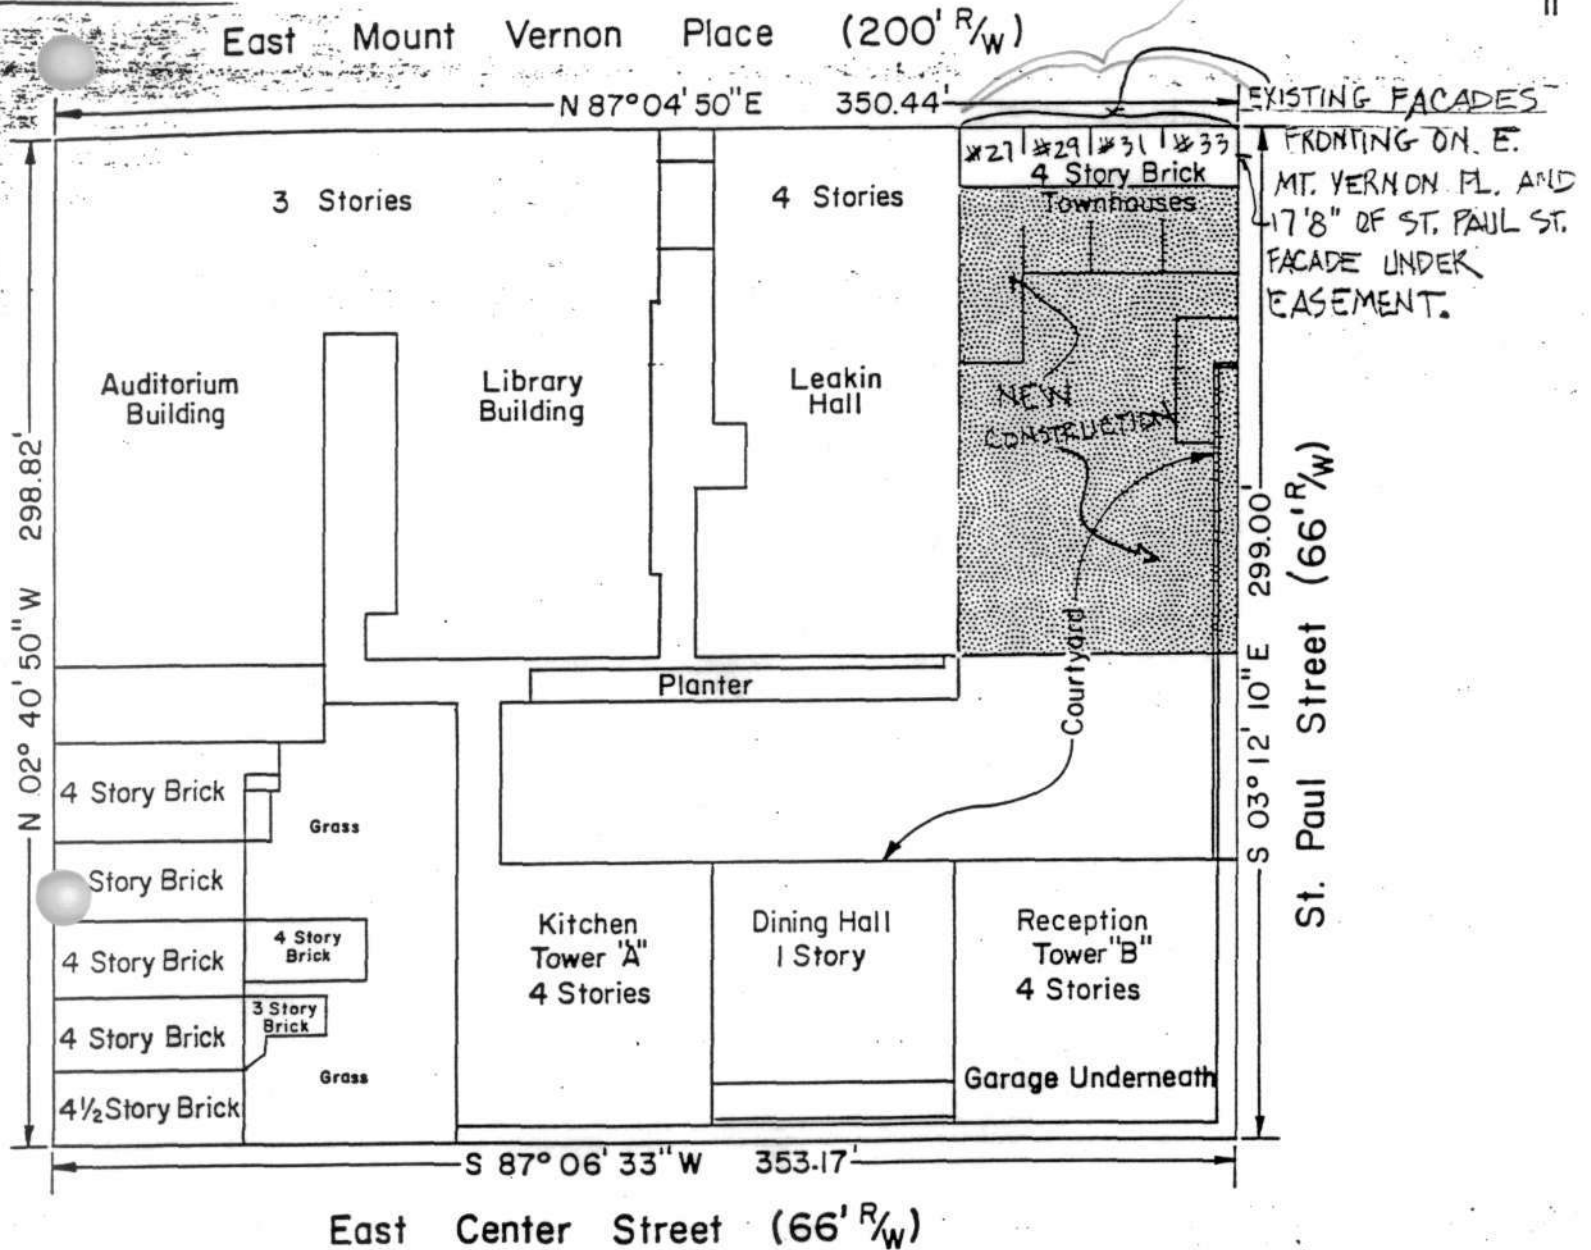 East Mount Vernon Place (200' R/W)
N 87° 04' 50" E 350.44'
EXISTING FACADES
FRONTING ON E.
MT. VERNON PL. AND
17'8" OF ST. PAUL ST.
FACADE UNDER
EASEMENT.
#27 #29 #31 #33
4 Story Brick
Townhouses
3 Stories
4 Stories
Auditorium
Building
Library
Building
Leakin
Hall
NEW
CONSTRUCTION
N 02° 40' 50" W 298.82'
S 03° 12' 10" E 299.00'
St. Paul Street (66' R/W)
Planter
Courtyard
4 Story Brick
Story Brick
4 Story Brick
4 Story Brick
4½ Story Brick
Grass
4 Story
Brick
3 Story
Brick
Grass
Kitchen
Tower "A"
4 Stories
Dining Hall
1 Story
Reception
Tower "B"
4 Stories
Garage Underneath
S 87° 06' 33" W 353.17'
East Center Street (66' R/W)